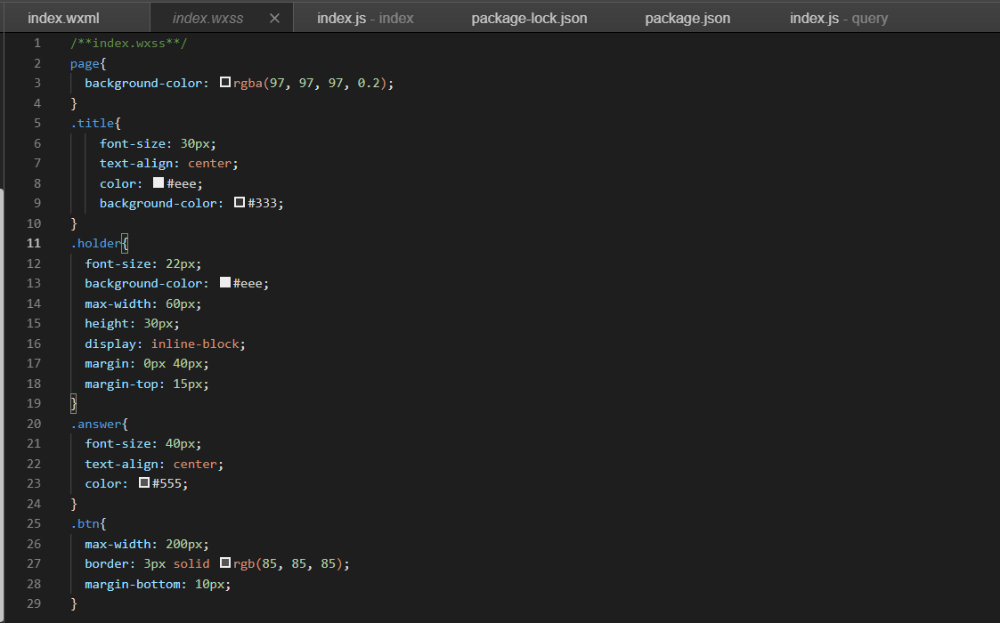 index.wxml index.wxss × index.js - index package-lock.json package.json index.js - query
1 /**index.wxss**/
2 page{
3 background-color: rgba(97, 97, 97, 0.2);
4 }
5 .title{
6 font-size: 30px;
7 text-align: center;
8 color: #eee;
9 background-color: #333;
10 }
11 .holder{
12 font-size: 22px;
13 background-color: #eee;
14 max-width: 60px;
15 height: 30px;
16 display: inline-block;
17 margin: 0px 40px;
18 margin-top: 15px;
19 }
20 .answer{
21 font-size: 40px;
22 text-align: center;
23 color: #555;
24 }
25 .btn{
26 max-width: 200px;
27 border: 3px solid rgb(85, 85, 85);
28 margin-bottom: 10px;
29 }